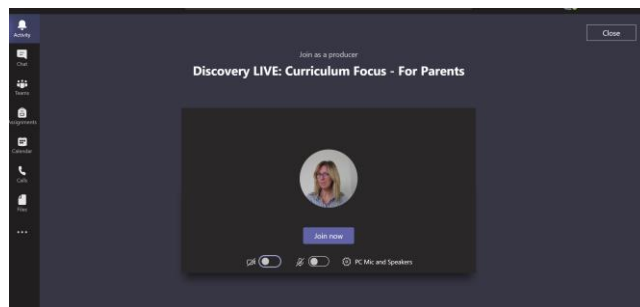 Activity
Chat
Teams
Assignments
Calendar
Calls
Files
Close
Join as a producer
Discovery LIVE: Curriculum Focus - For Parents
Join now
PC Mic and Speakers